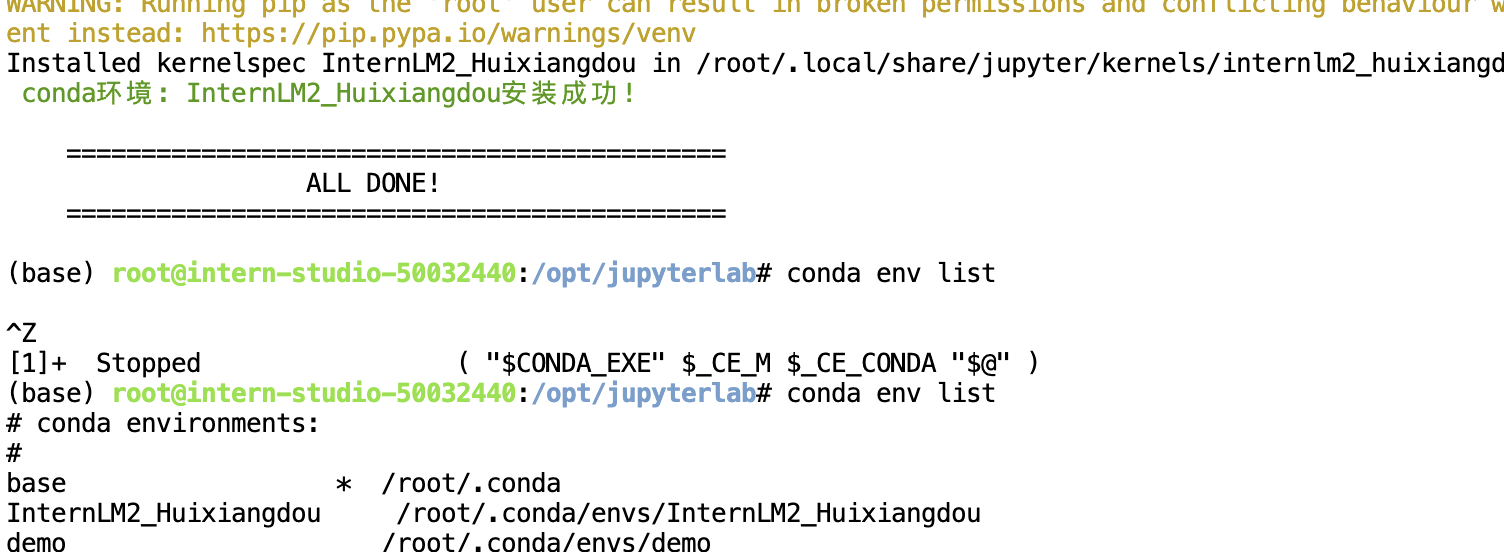 WARNING: Running pip as the 'root' user can result in broken permissions and conflicting behaviour w
ent instead: https://pip.pypa.io/warnings/venv
Installed kernelspec InternLM2_Huixiangdou in /root/.local/share/jupyter/kernels/internlm2_huixiangd
conda环境: InternLM2_Huixiangdou安装成功!
============================================
ALL DONE!
============================================
(base) root@intern-studio-50032440:/opt/jupyterlab# conda env list
^Z
[1]+  Stopped                 ( "$CONDA_EXE" $_CE_M $_CE_CONDA "$@" )
(base) root@intern-studio-50032440:/opt/jupyterlab# conda env list
# conda environments:
#
base                  *  /root/.conda
InternLM2_Huixiangdou     /root/.conda/envs/InternLM2_Huixiangdou
demo                     /root/.conda/envs/demo